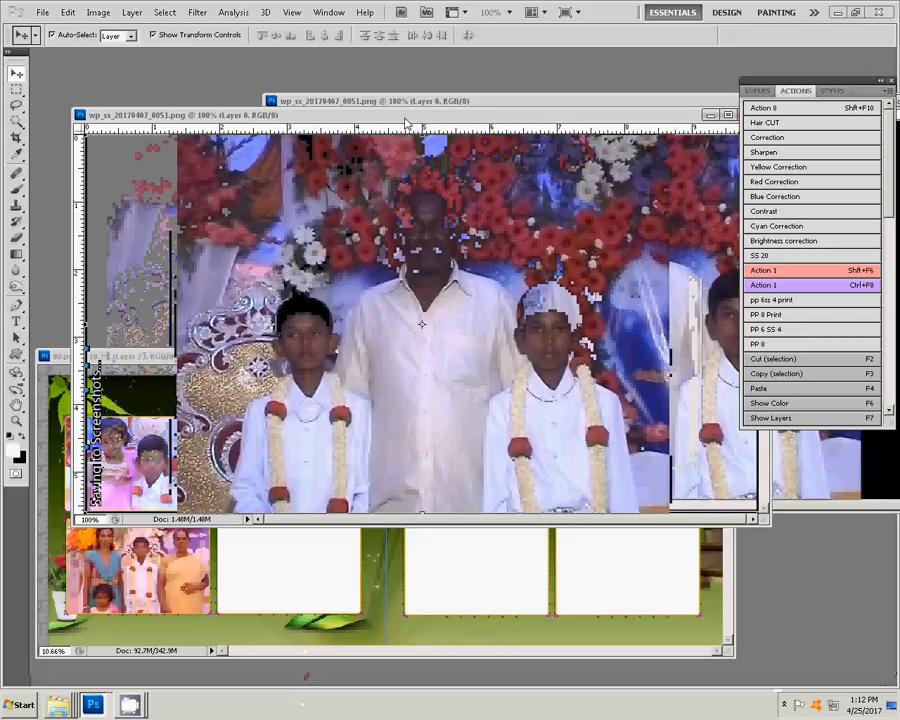 File Edit Image Layer Select Filter Analysis 3D View Window Help 100% ESSENTIALS DESIGN PAINTING
Auto-Select: Layer Show Transform Controls
wp_ss_20170407_0051.png @ 100% (Layer 0, RGB/8)
wp_ss_20170407_0051.png @ 100% (Layer 0, RGB/8)
LAYERS ACTIONS STYLES
Action 8 Shft+F10
Hair CUT
Correction
Sharpen
Yellow Correction
Red Correction
Blue Correction
Contrast
Cyan Correction
Brightness correction
SS 20
Action 1 Shft+F6
Action 1 Ctrl+F8
pp 6ss 4 print
PP 8 Print
PP 6 SS 4
PP 8
Cut (selection) F2
Copy (selection) F3
Paste F4
Show Color F6
Show Layers F7
Saving to Screenshots...
100% Doc: 1.48M/1.48M
10.66% Doc: 92.7M/342.9M
Start
1:12 PM
4/25/2017